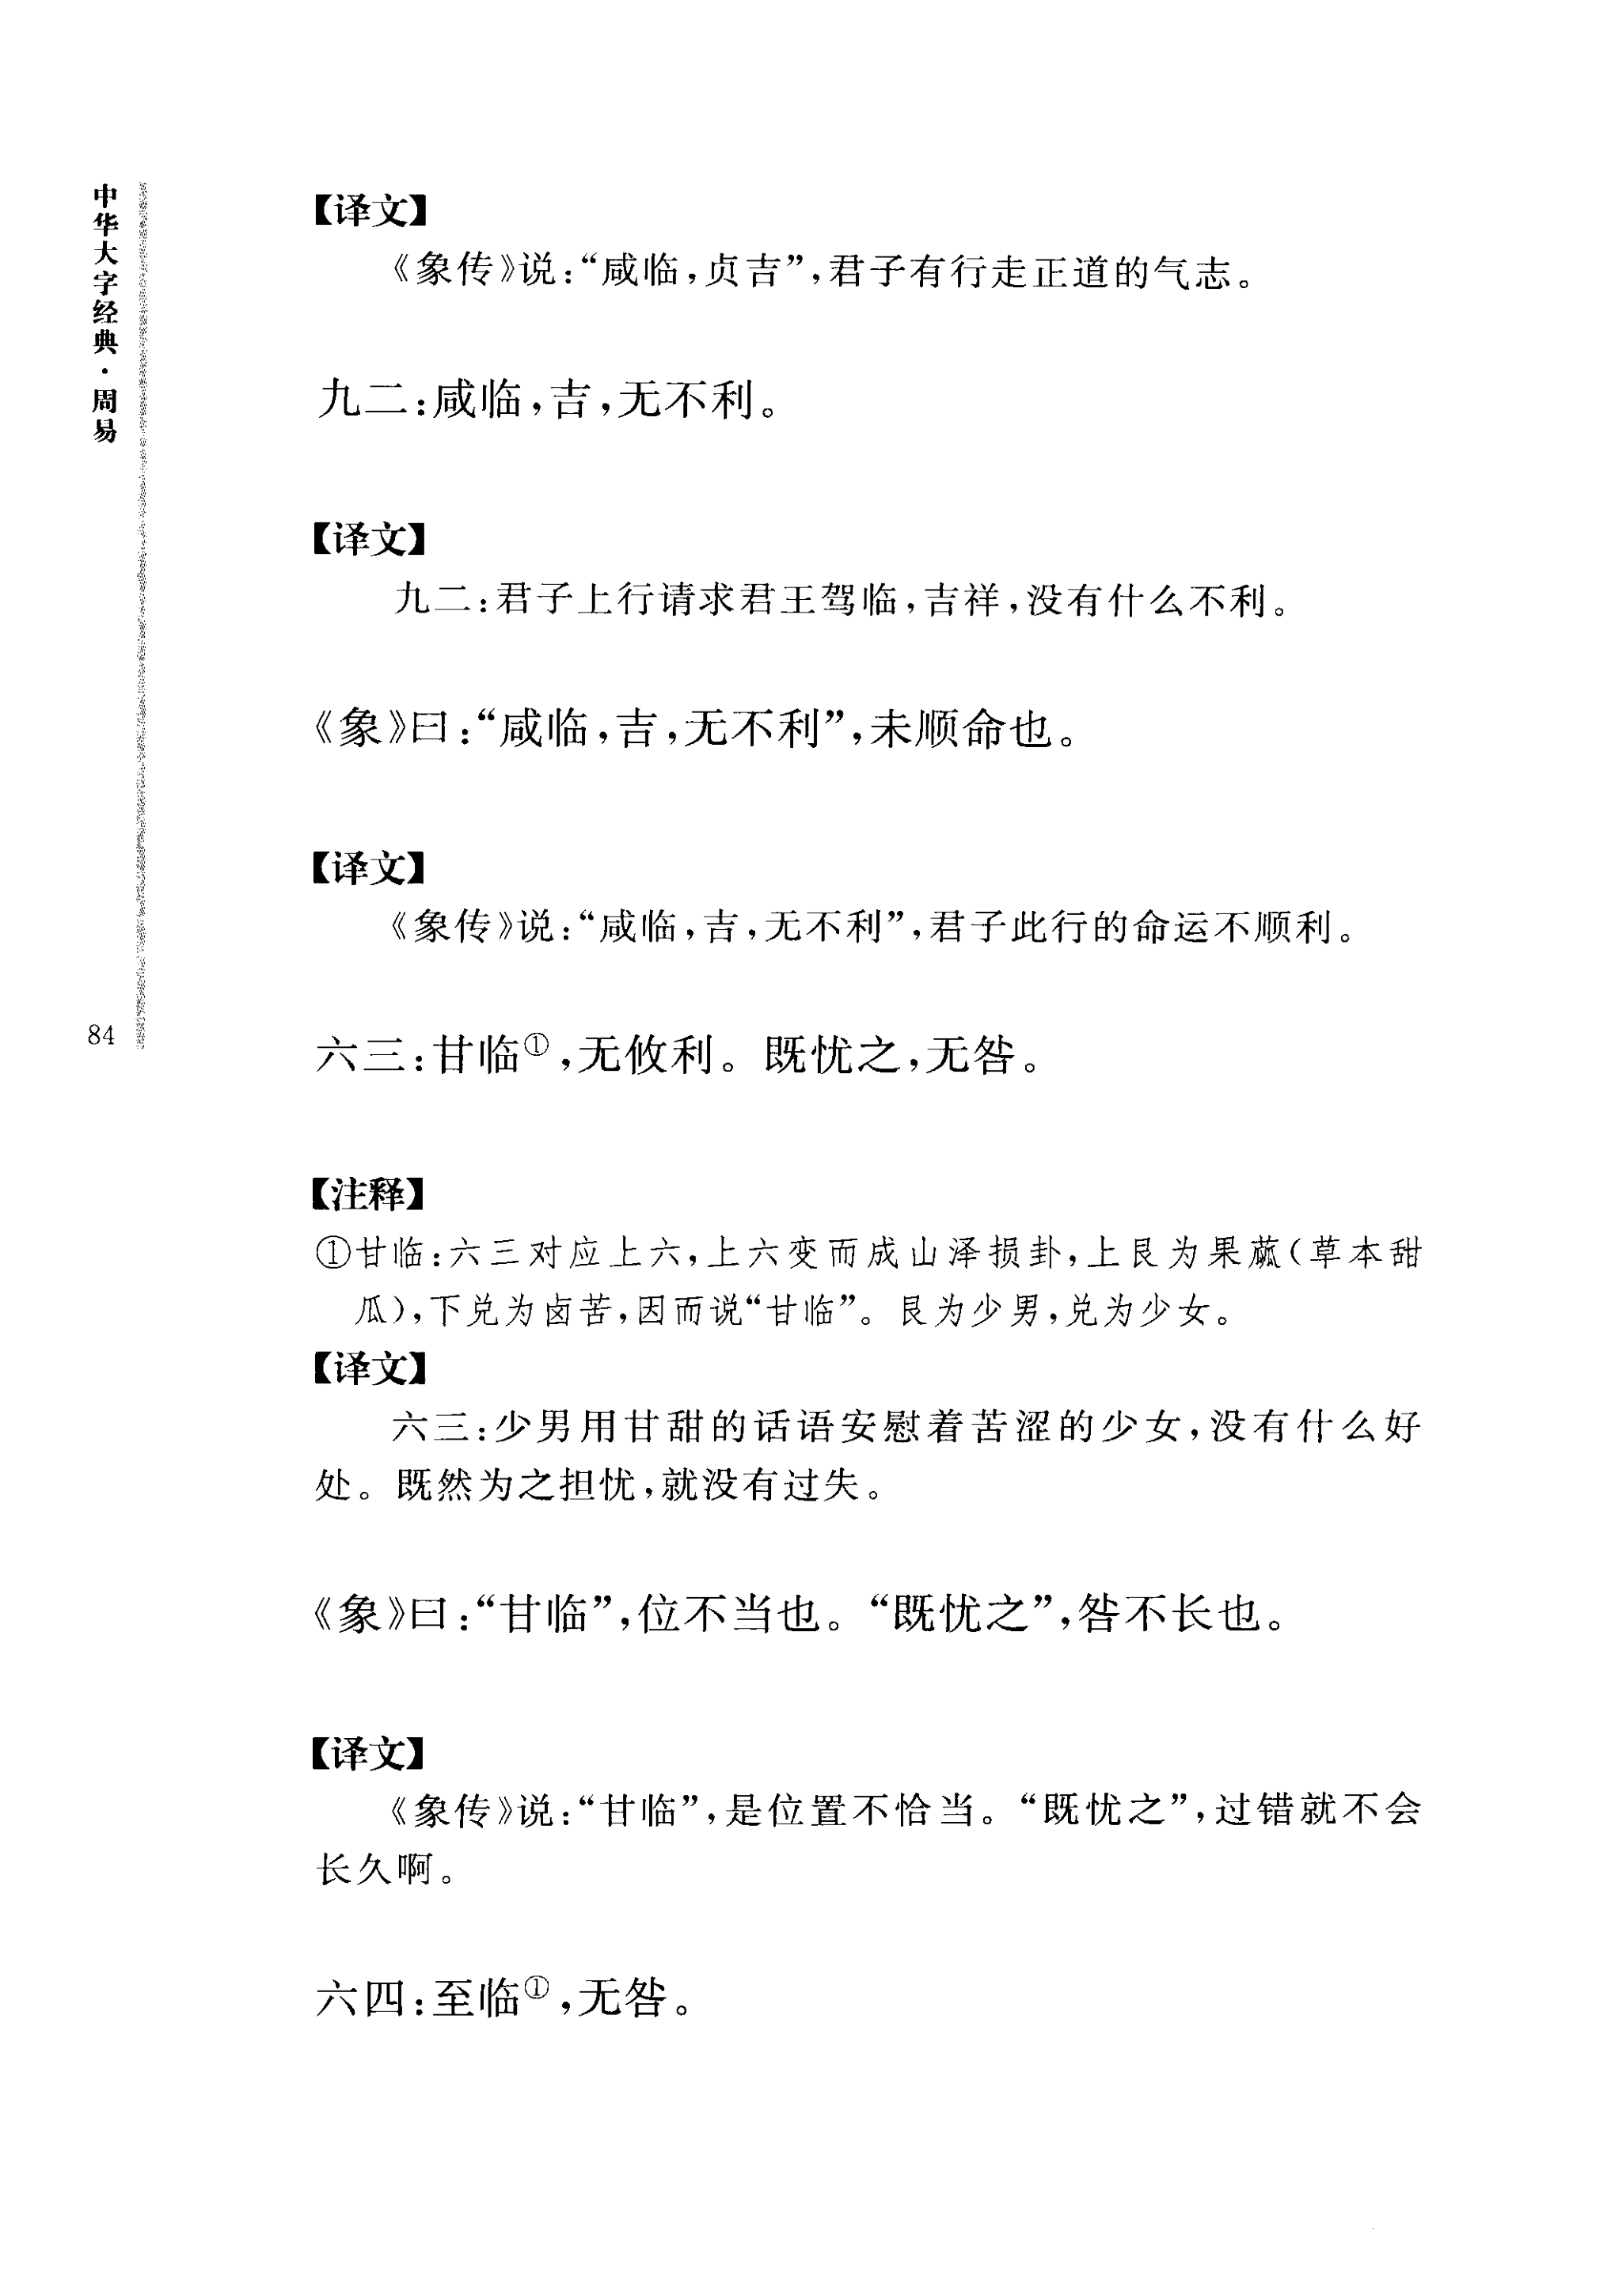 中华大字经典·周易
84
【译文】
《象传》说:“咸临,贞吉”,君子有行走正道的气志。
九二:咸临,吉,无不利。
【译文】
九二:君子上行请求君王驾临,吉祥,没有什么不利。
《象》曰:“咸临,吉,无不利”,未顺命也。
【译文】
《象传》说:“咸临,吉,无不利”,君子此行的命运不顺利。
六三:甘临①,无攸利。既忧之,无咎。
【注释】
①甘临:六三对应上六,上六变而成山泽损卦,上艮为果蓏(草本甜
瓜),下兑为卤苦,因而说“甘临”。艮为少男,兑为少女。
【译文】
六三:少男用甘甜的话语安慰着苦涩的少女,没有什么好
处。既然为之担忧,就没有过失。
《象》曰:“甘临”,位不当也。“既忧之”,咎不长也。
【译文】
《象传》说:“甘临”,是位置不恰当。“既忧之”,过错就不会
长久啊。
六四:至临①,无咎。